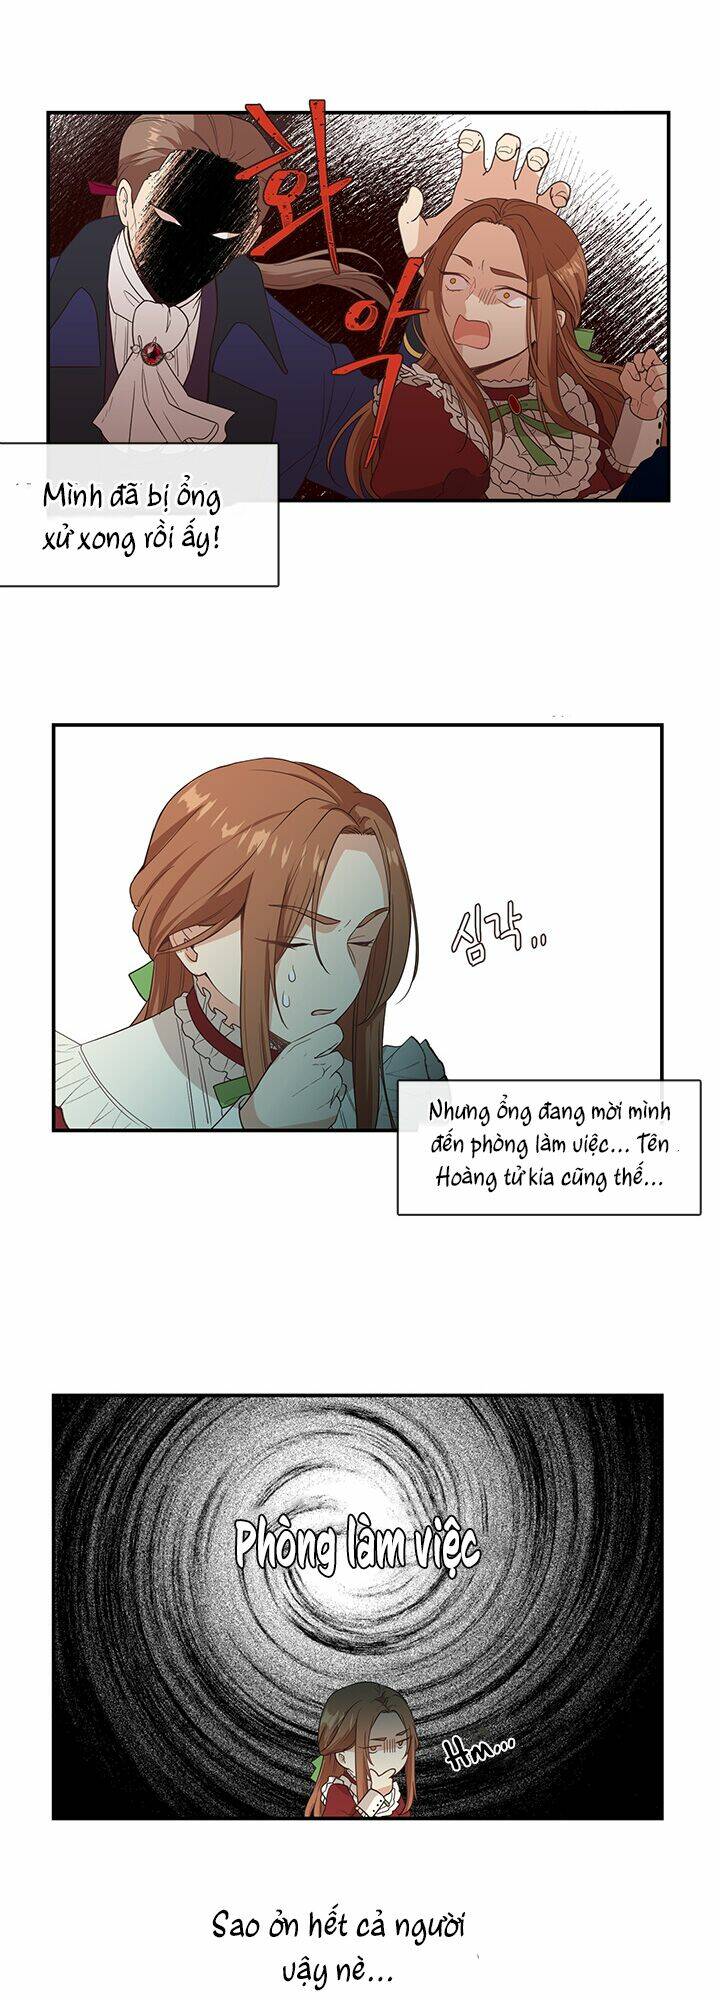 화악
Mình đã bị ổng
xử xong rồi ấy!
심각..
Nhưng ổng đang mời mình
đến phòng làm việc... Tên
Hoàng tử kia cũng thế...
Phòng làm việc
Hm...
Sao ởn hết cả người
vậy nè...